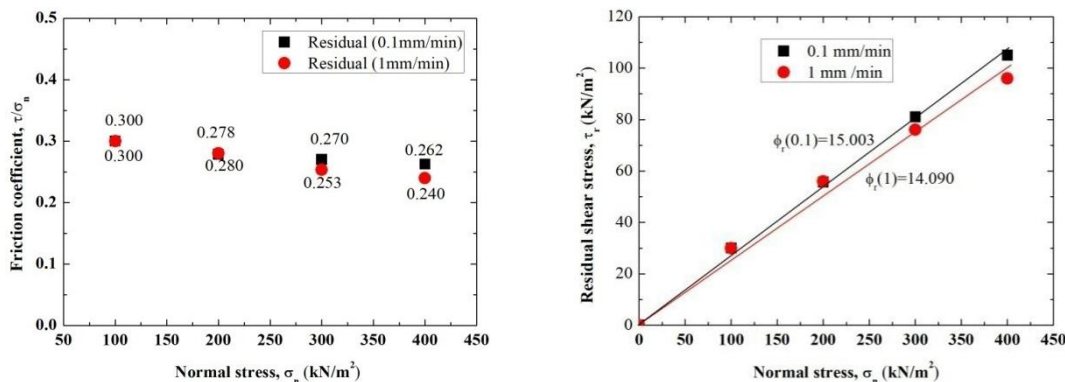 0.5
0.4
0.3
0.2
0.1
0.0
Friction coefficient, τ/σn
Residual (0.1mm/min)
Residual (1mm/min)
0.300
0.300
0.278
0.280
0.270
0.253
0.262
0.240
50 100 150 200 250 300 350 400 450
Normal stress, σn (kN/m²)
120
100
80
60
40
20
0
Residual shear stress, τr (kN/m²)
0.1 mm/min
1 mm /min
ϕr(0.1)=15.003
ϕr(1)=14.090
0 50 100 150 200 250 300 350 400 450
Normal stress, σn (kN/m²)